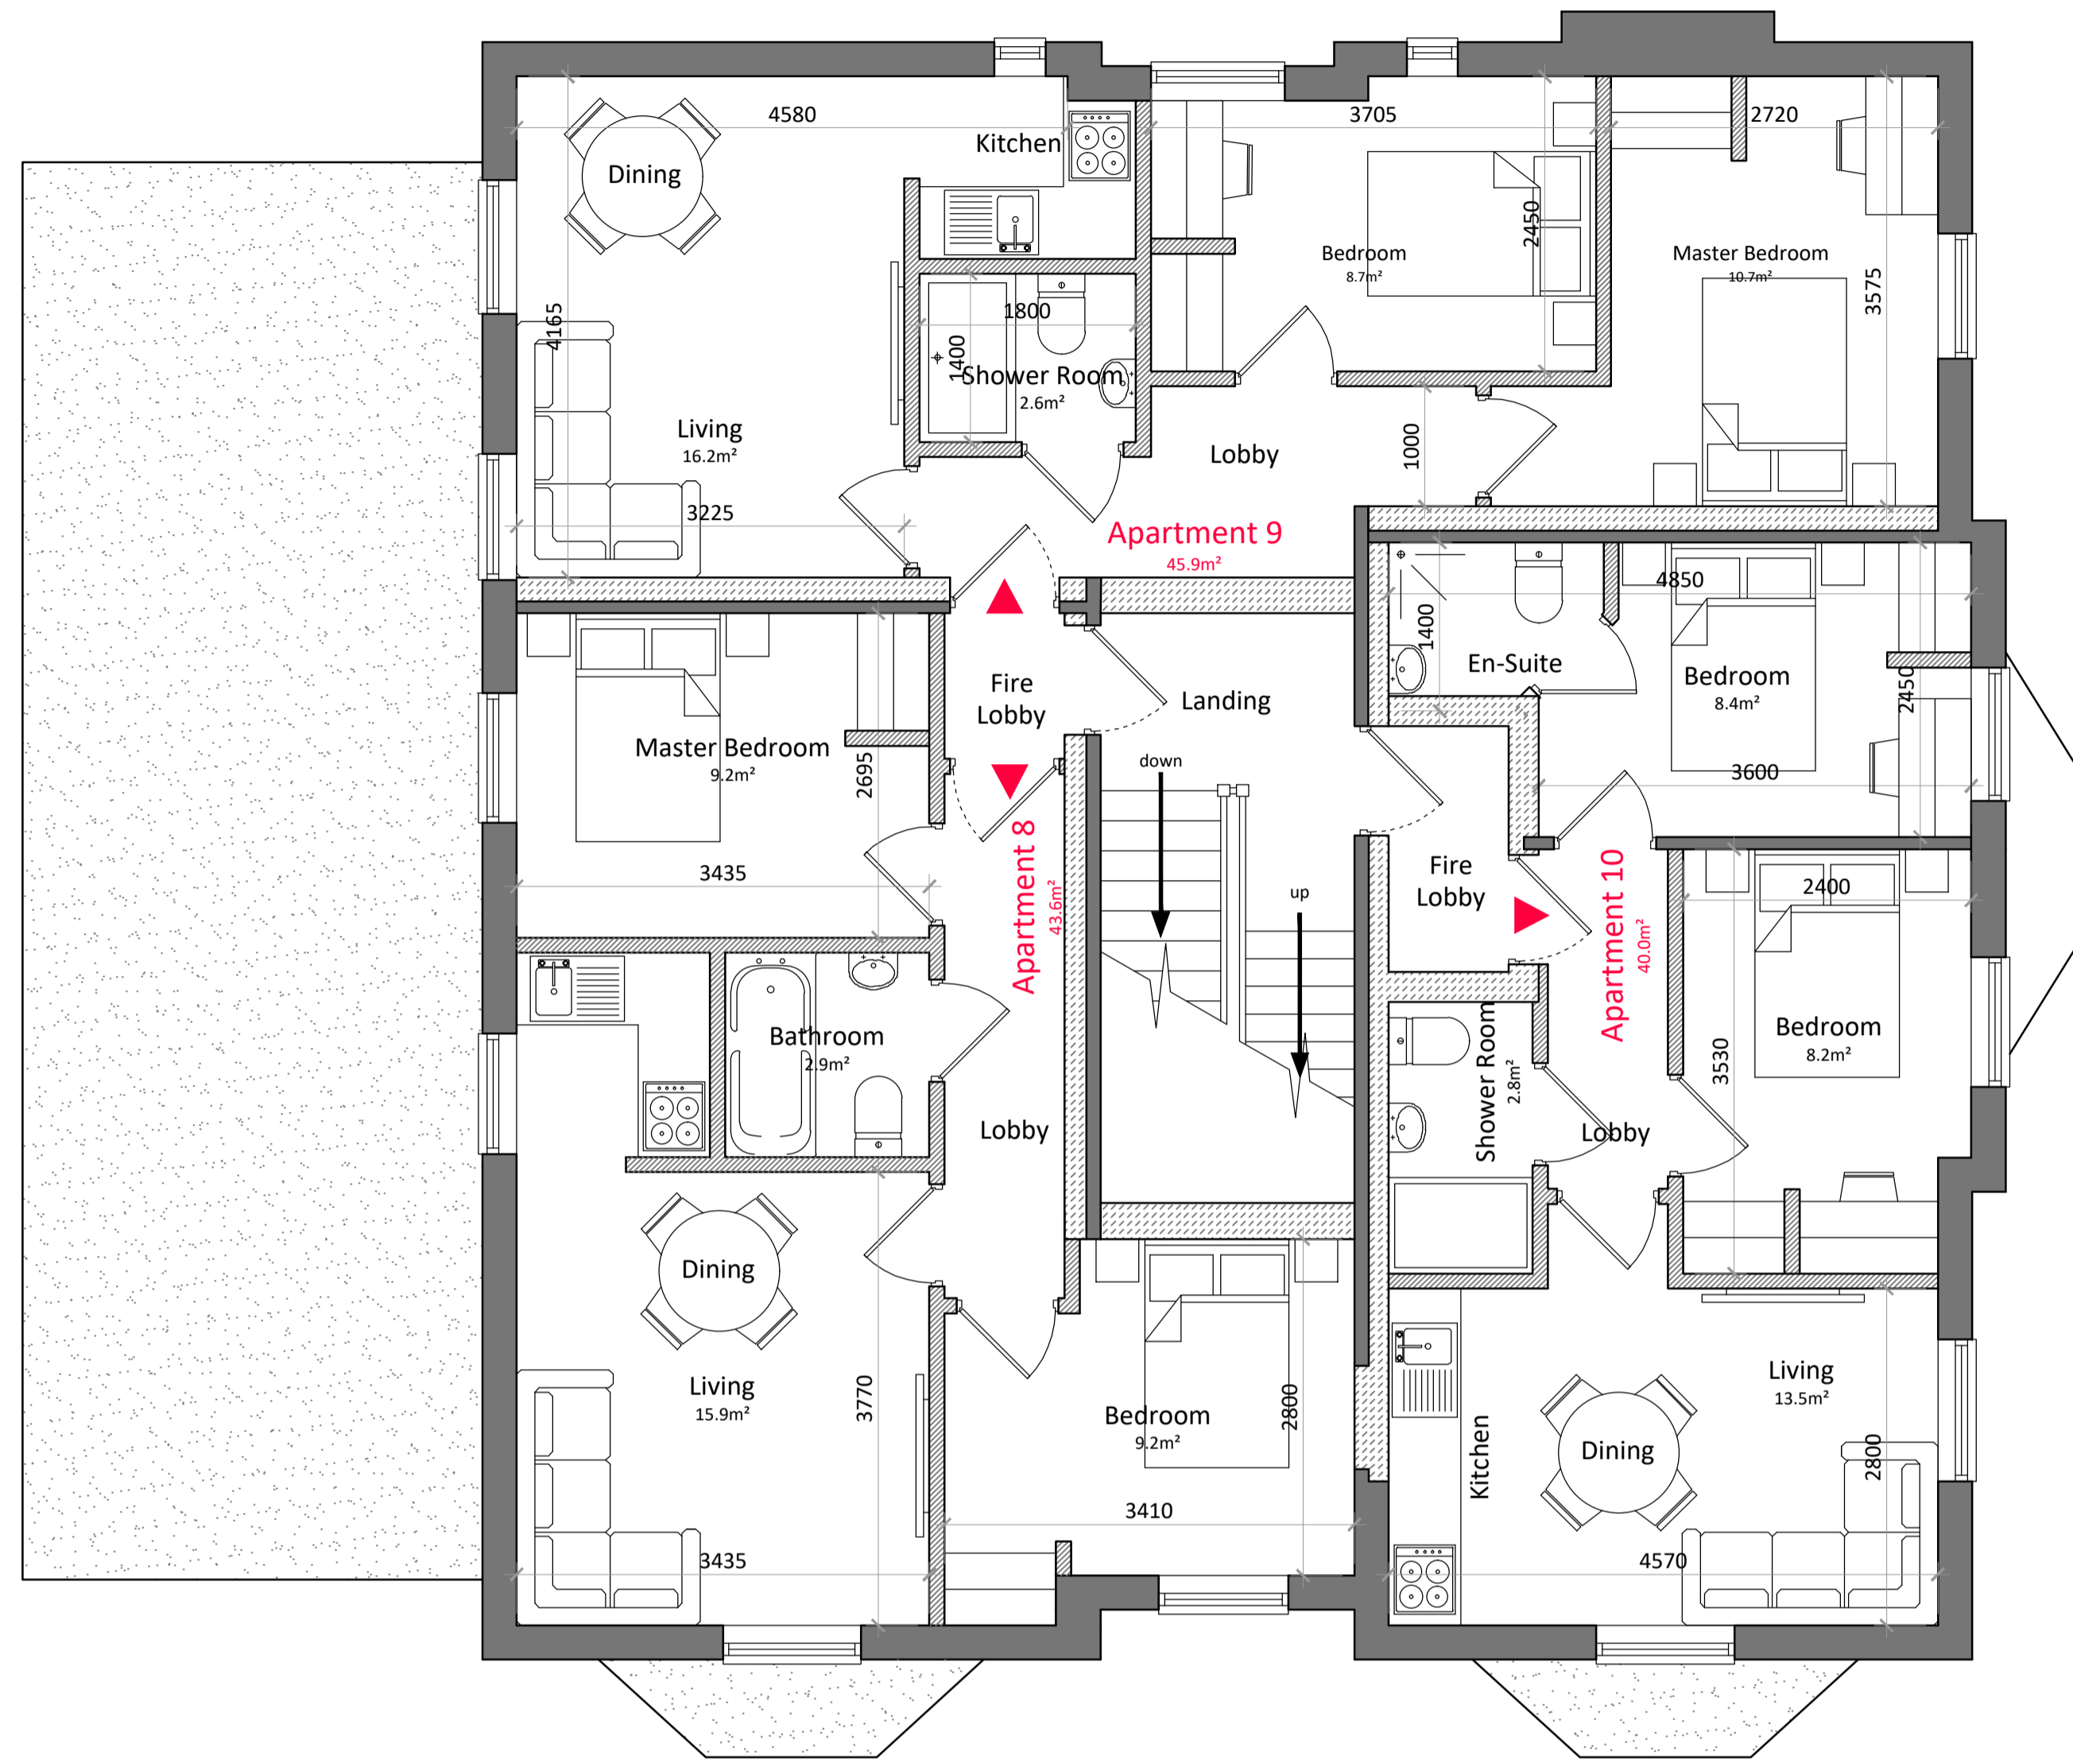 4580
Kitchen
3705
2720
Dining
2450
Bedroom
8.7m²
Master Bedroom
10.7m²
3575
4165
1800
1400
Shower Room
2.6m²
Living
16.2m²
Lobby
1000
3225
Apartment 9
45.9m²
4850
1400
En-Suite
Bedroom
8.4m²
2450
Fire
Lobby
Landing
Master Bedroom
9.2m²
2695
down
3600
3435
Apartment 8
43.6m²
up
Fire
Lobby
Apartment 10
40.0m²
2400
Bathroom
2.9m²
Bedroom
8.2m²
3530
Shower Room
2.8m²
Lobby
Lobby
Dining
Living
15.9m²
3770
Bedroom
9.2m²
2800
Living
13.5m²
Kitchen
Dining
2800
3410
3435
4570